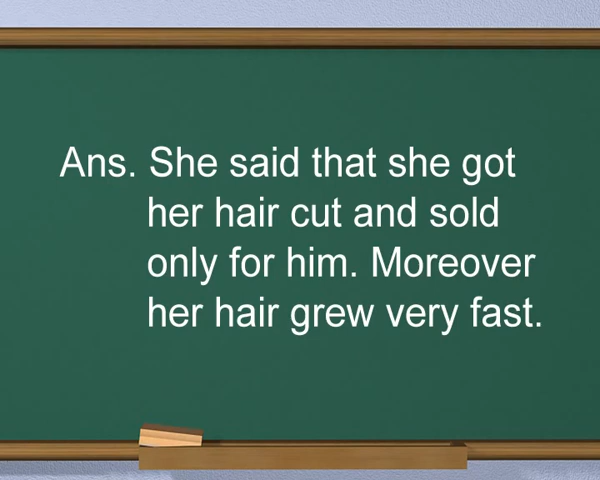 Ans. She said that she got
her hair cut and sold
only for him. Moreover
her hair grew very fast.